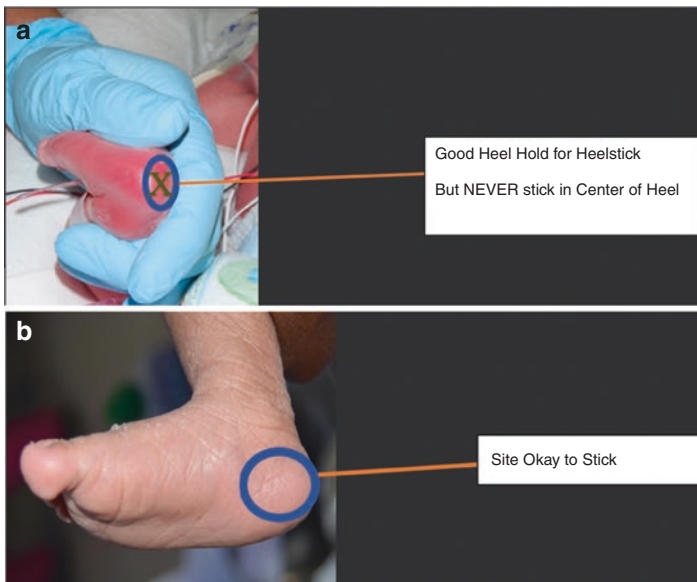 a
X
Good Heel Hold for Heelstick
But NEVER stick in Center of Heel
b
Site Okay to Stick